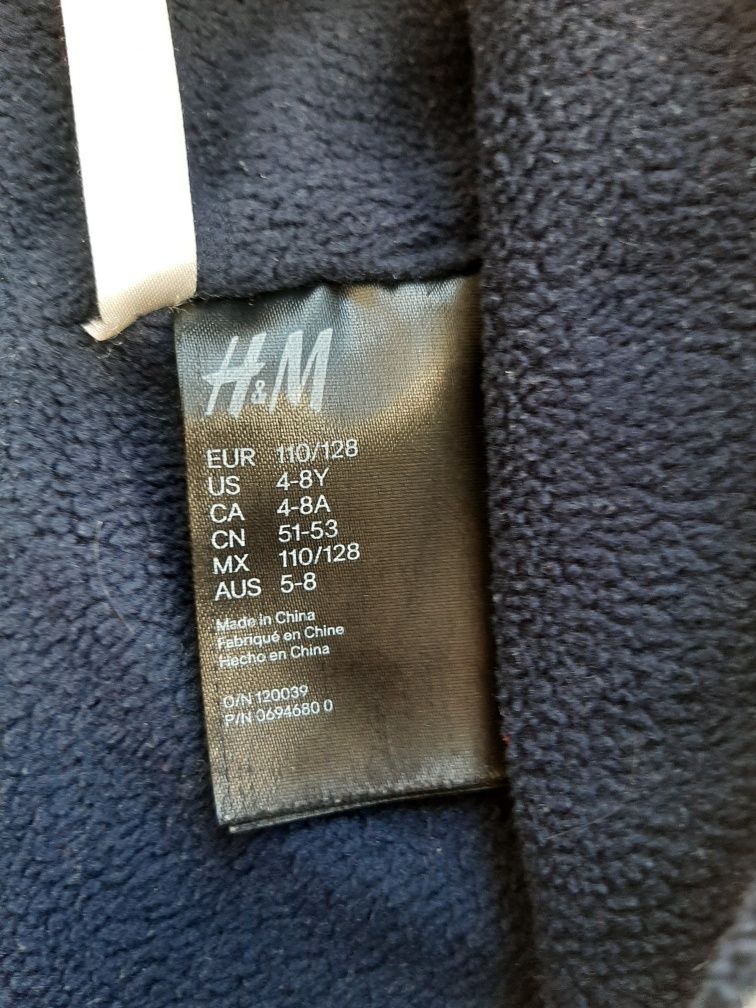 H&M
EUR 110/128
US 4-8Y
CA 4-8A
CN 51-53
MX 110/128
AUS 5-8
Made in China
Fabriqué en Chine
Hecho en China
O/N 120039
P/N 0694680 0